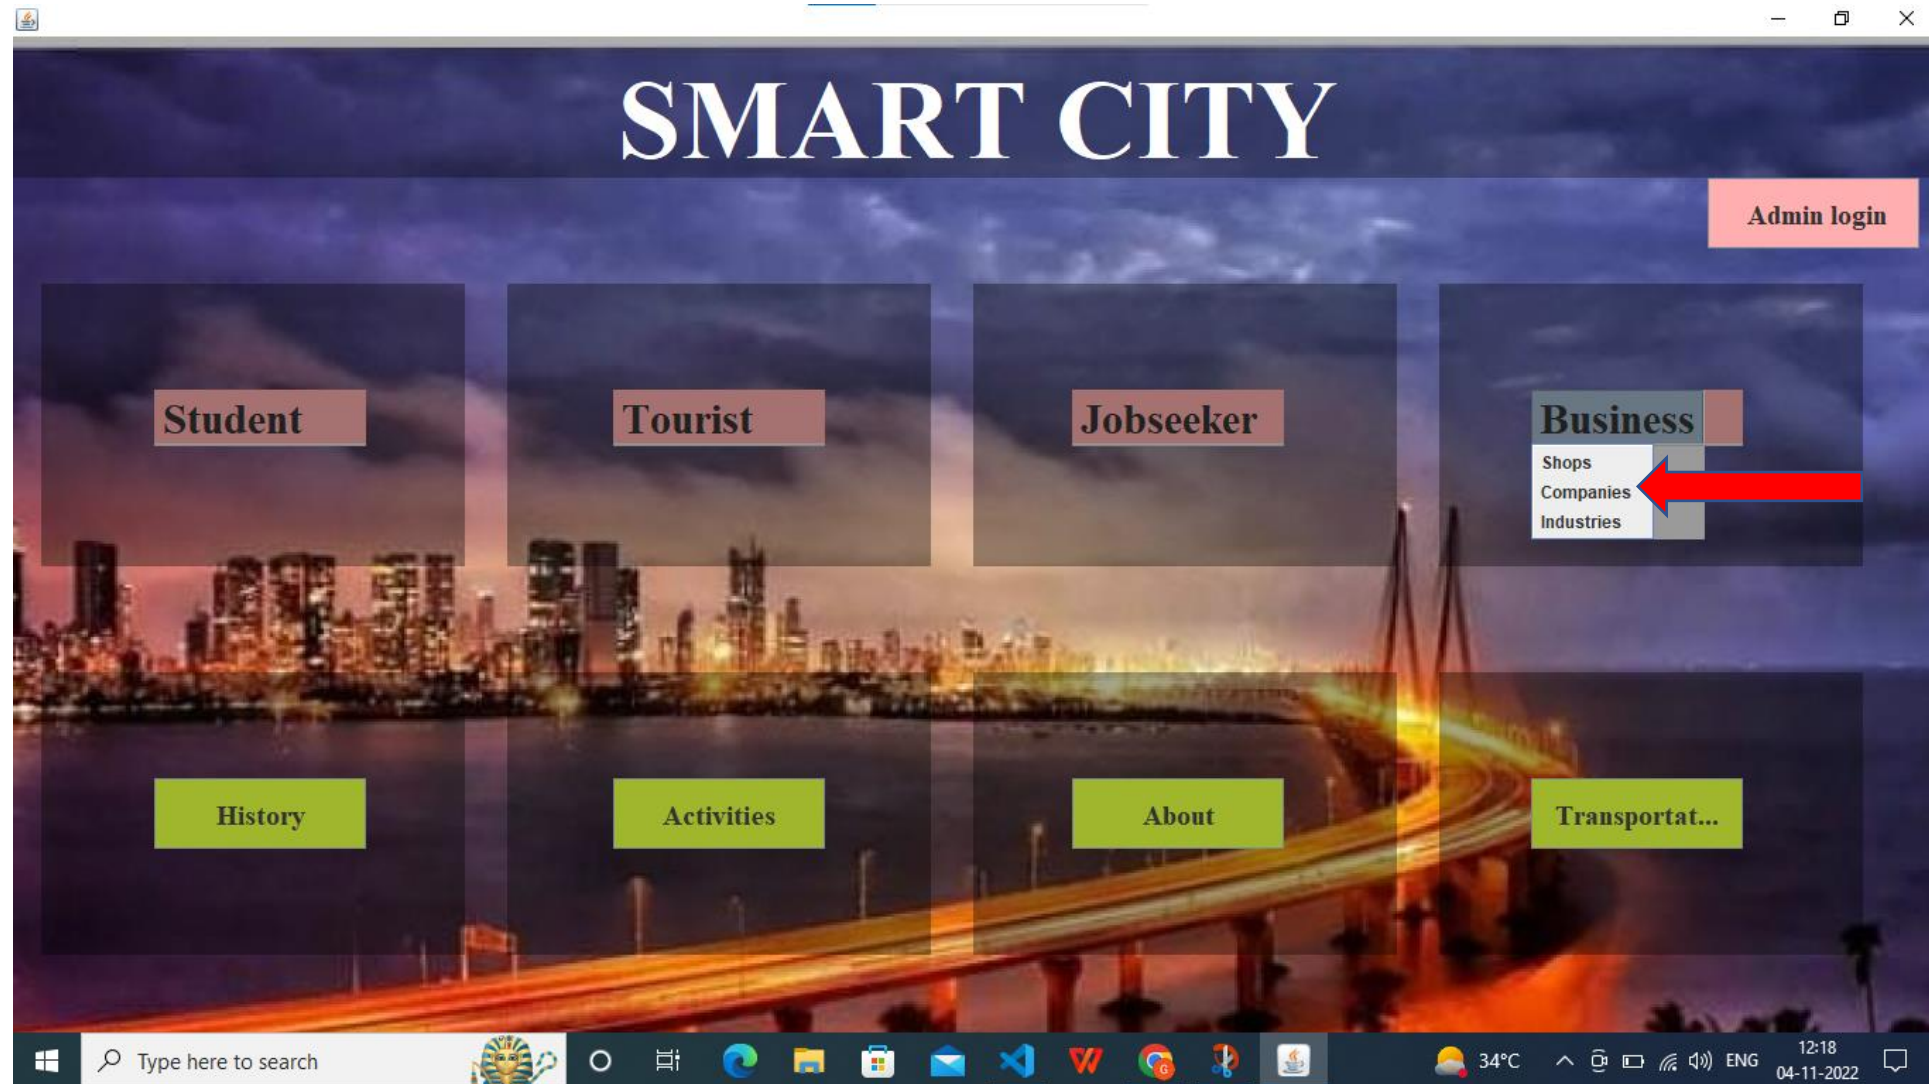 SMART CITY
Admin login
Student
Tourist
Jobseeker
Business
Shops
Companies
Industries
History
Activities
About
Transportat...
Type here to search
34°C
ENG
12:18
04-11-2022